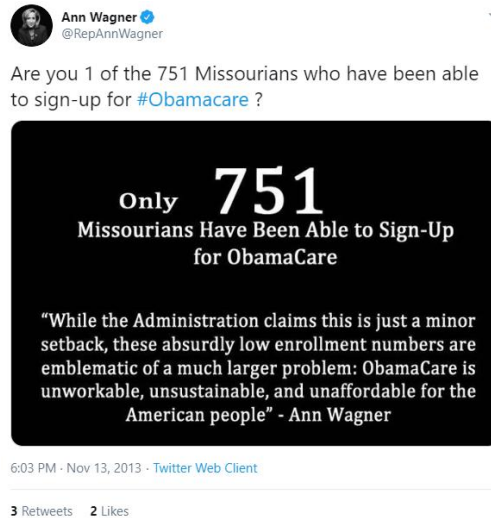 Ann Wagner
@RepAnnWagner
Are you 1 of the 751 Missourians who have been able
to sign-up for #Obamacare ?
Only 751
Missourians Have Been Able to Sign-Up
for ObamaCare
“While the Administration claims this is just a minor
setback, these absurdly low enrollment numbers are
emblematic of a much larger problem: ObamaCare is
unworkable, unsustainable, and unaffordable for the
American people” - Ann Wagner
6:03 PM · Nov 13, 2013 · Twitter Web Client
3 Retweets 2 Likes